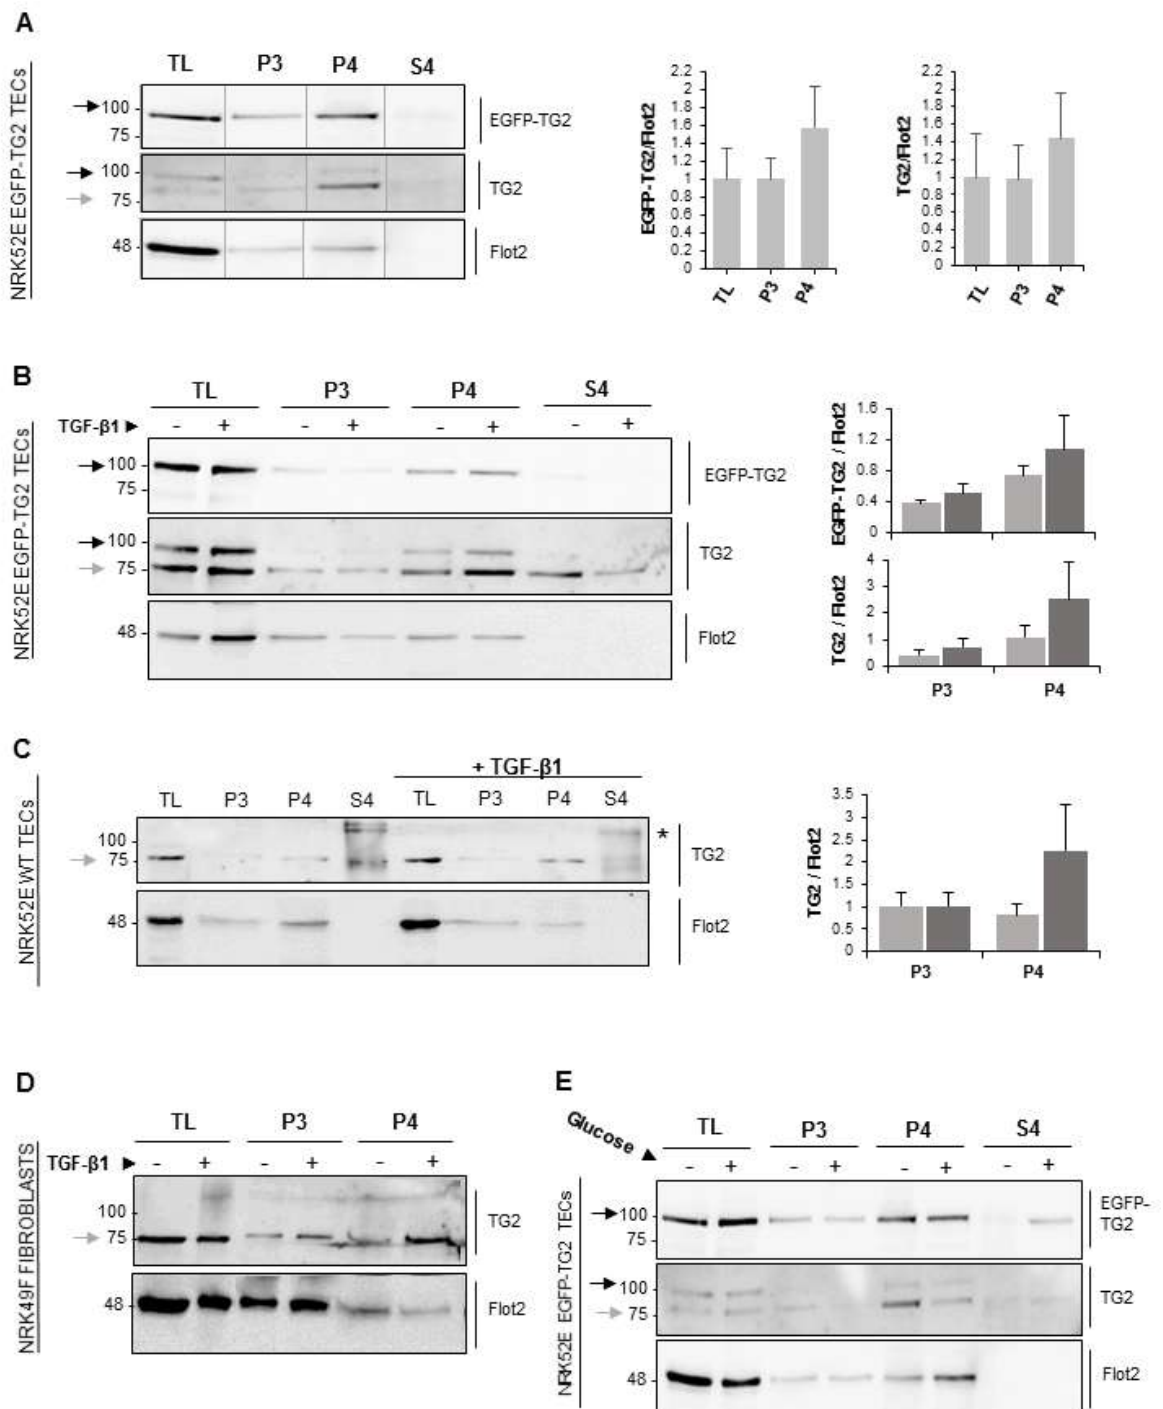 A
NRK52E EGFP-TG2 TECs
TL P3 P4 S4
100
75
EGFP-TG2
100
75
TG2
48
Flot2
EGFP-TG2/Flot2
2.2
2
1.8
1.6
1.4
1.2
1
0.8
0.6
0.4
0.2
0
TL P3 P4
TG2/Flot2
2.2
2
1.8
1.6
1.4
1.2
1
0.8
0.6
0.4
0.2
0
TL P3 P4
B
NRK52E EGFP-TG2 TECs
TL P3 P4 S4
TGF-β1 - + - + - + - +
100
75
EGFP-TG2
100
75
TG2
48
Flot2
EGFP-TG2 / Flot2
1.6
1.2
0.8
0.4
0
TG2 / Flot2
4
3
2
1
0
P3 P4
C
NRK52E WT TECs
+ TGF-β1
TL P3 P4 S4 TL P3 P4 S4
100
75
*
TG2
48
Flot2
TG2 / Flot2
3.5
3
2.5
2
1.5
1
0.5
0
P3 P4
D
NRK49F FIBROBLASTS
TL P3 P4
TGF-β1 - + - + - +
100
75
TG2
48
Flot2
E
NRK52E EGFP-TG2 TECs
Glucose
TL P3 P4 S4
- + - + - + - +
100
75
EGFP-
TG2
100
75
TG2
48
Flot2